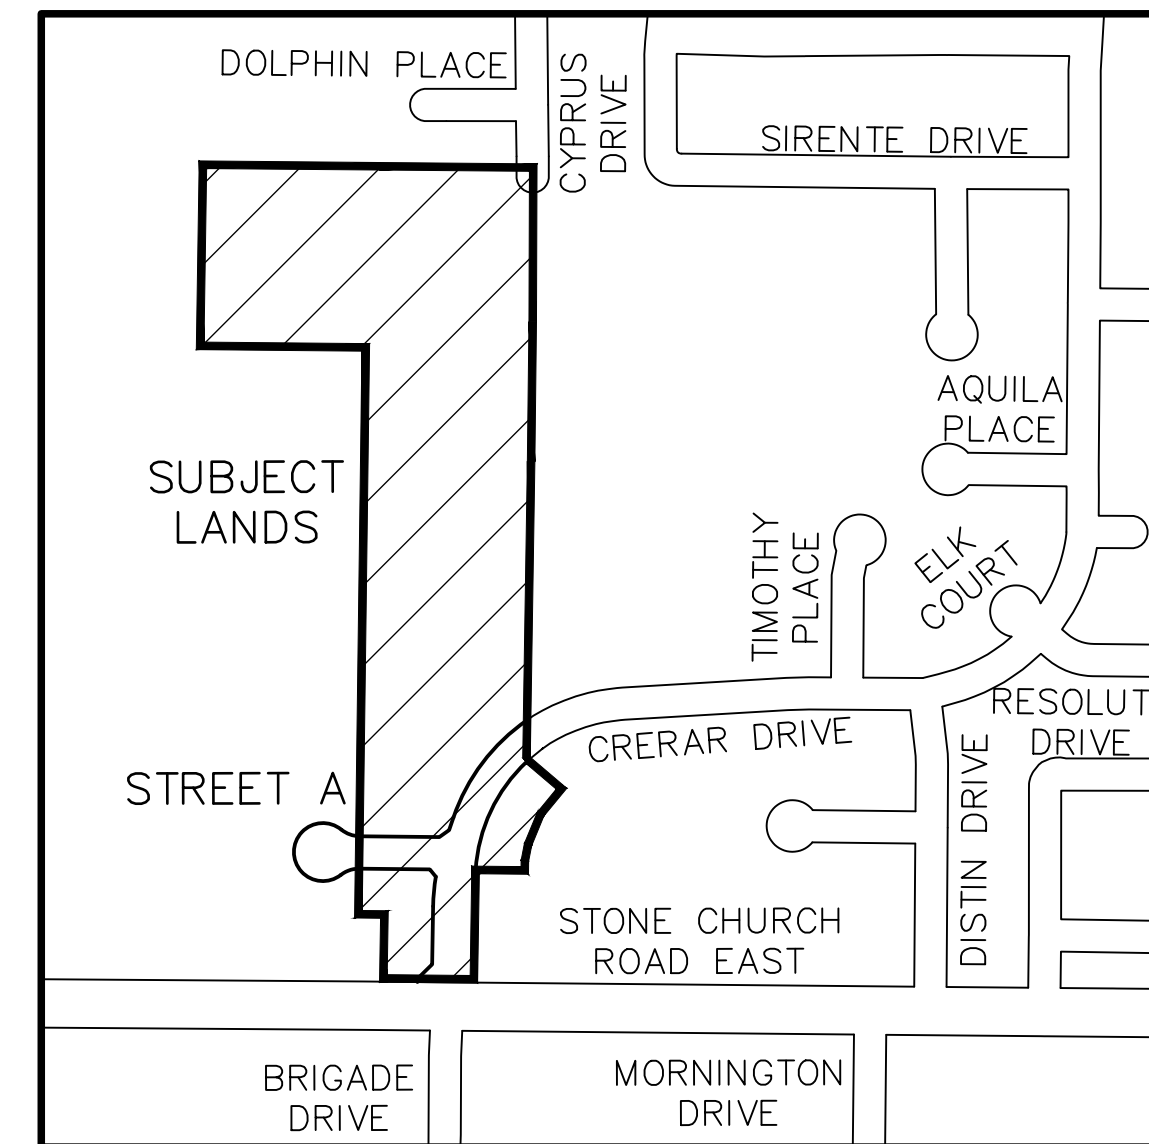 DOLPHIN PLACE
CYPRUS
DRIVE
SIRENTE DRIVE
AQUILA
PLACE
SUBJECT
LANDS
TIMOTHY
PLACE
ELK
COURT
RESOLUT
DRIVE
CRERAR DRIVE
STREET A
DISTIN DRIVE
STONE CHURCH
ROAD EAST
BRIGADE
DRIVE
MORNINGTON
DRIVE